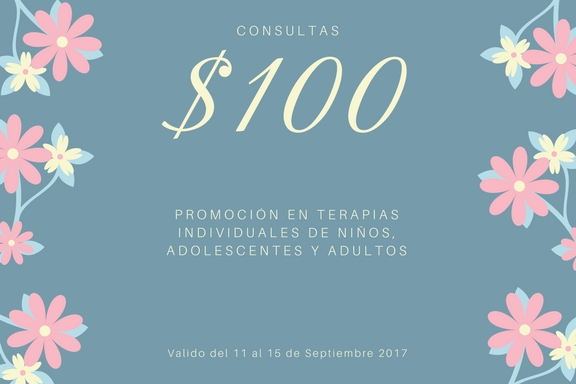 CONSULTAS
$100
PROMOCIÓN EN TERAPIAS
INDIVIDUALES DE NIÑOS,
ADOLESCENTES Y ADULTOS
Valido del 11 al 15 de Septiembre 2017